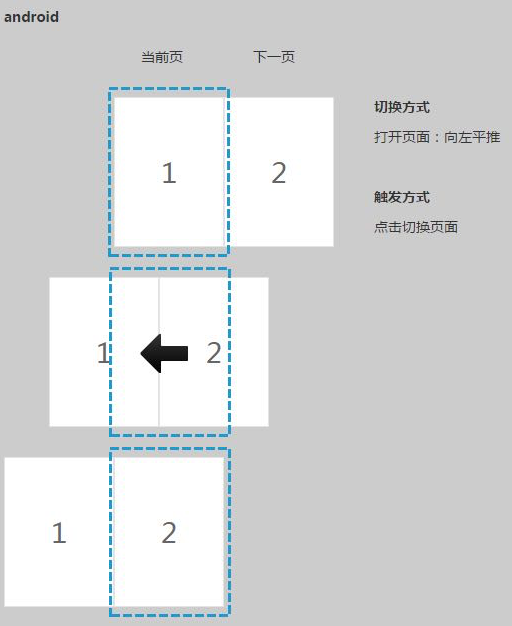 android
当前页 下一页
切换方式
打开页面：向左平推
1 2
触发方式
点击切换页面
1 2
1 2